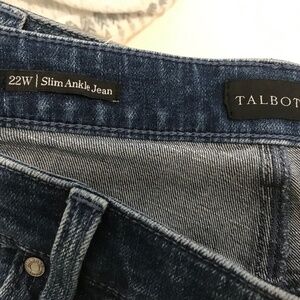 22W | Slim Ankle Jean
TALBOT